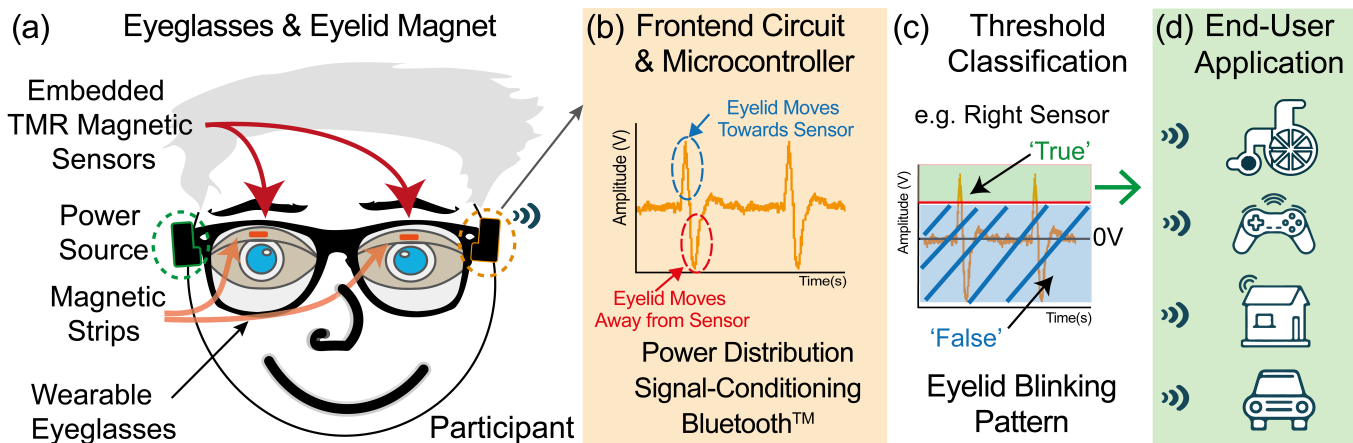 (a) Eyeglasses & Eyelid Magnet
Embedded
TMR Magnetic
Sensors
Power
Source
Magnetic
Strips
Wearable
Eyeglasses
Participant
(b) Frontend Circuit
& Microcontroller
Eyelid Moves
Towards Sensor
Amplitude (V)
Time(s)
Eyelid Moves
Away from Sensor
Power Distribution
Signal-Conditioning
Bluetooth™
(c) Threshold
Classification
e.g. Right Sensor
'True'
Amplitude (V)
0V
Time(s)
'False'
Eyelid Blinking
Pattern
(d) End-User
Application